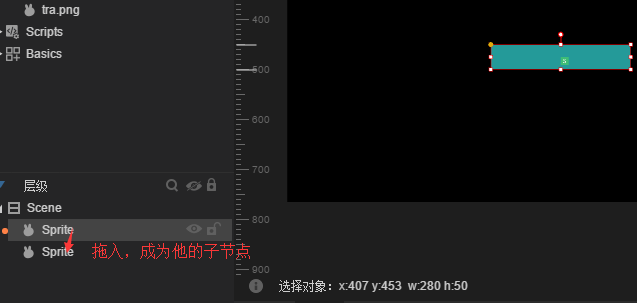 tra.png
Scripts
Basics
400
500
600
700
800
900
S
层级
Scene
Sprite
Sprite 拖入，成为他的子节点
选择对象：x:407 y:453 w:280 h:50